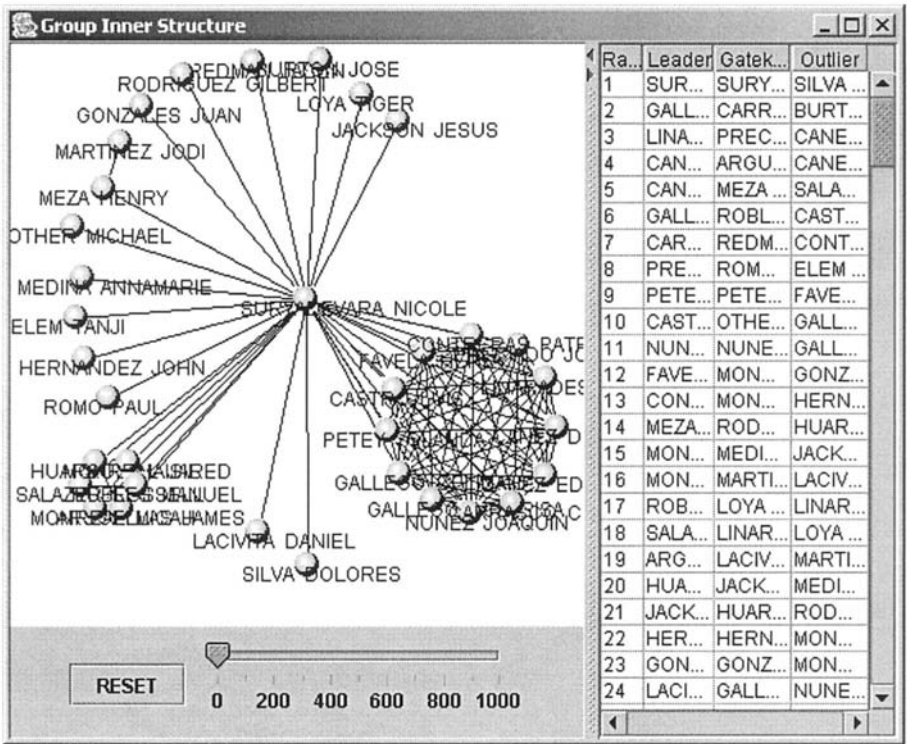 Group Inner Structure
JOSE
RODRIGUEZ GILBERT
LOYA TIGER
GONZALES JUAN
JACKSON JESUS
MARTINEZ JODI
MEZA HENRY
OTHER MICHAEL
MEDINA ANNAMARIE
NICOLE
ELEM TANJI
HERNANDEZ JOHN
ROMO PAUL
NUNEZ JOAQUIN
LACIVITA DANIEL
SILVA DOLORES
RESET
0 200 400 600 800 1000
Ra... Leader Gatek... Outlier
1 SUR... SURY... SILVA ...
2 GALL... CARR... BURT...
3 LINA... PREC... CANE...
4 CAN... ARGU... CANE...
5 CAN... MEZA ... SALA...
6 GALL... ROBL... CAST...
7 CAR... REDM... CONT...
8 PRE... ROM... ELEM ...
9 PETE... PETE... FAVE...
10 CAST... OTHE... GALL...
11 NUN... NUNE... GALL...
12 FAVE... MON... GONZ...
13 CON... MON... HERN...
14 MEZA... ROD... HUAR...
15 MON... MEDI... JACK...
16 MON... MARTI... LACIV...
17 ROB... LOYA ... LINAR...
18 SALA... LINAR... LOYA ...
19 ARG... LACIV... MARTI...
20 HUA... JACK... MEDI...
21 JACK... HUAR... ROD...
22 HER... HERN... MON...
23 GON... GONZ... MON...
24 LACI... GALL... NUNE...